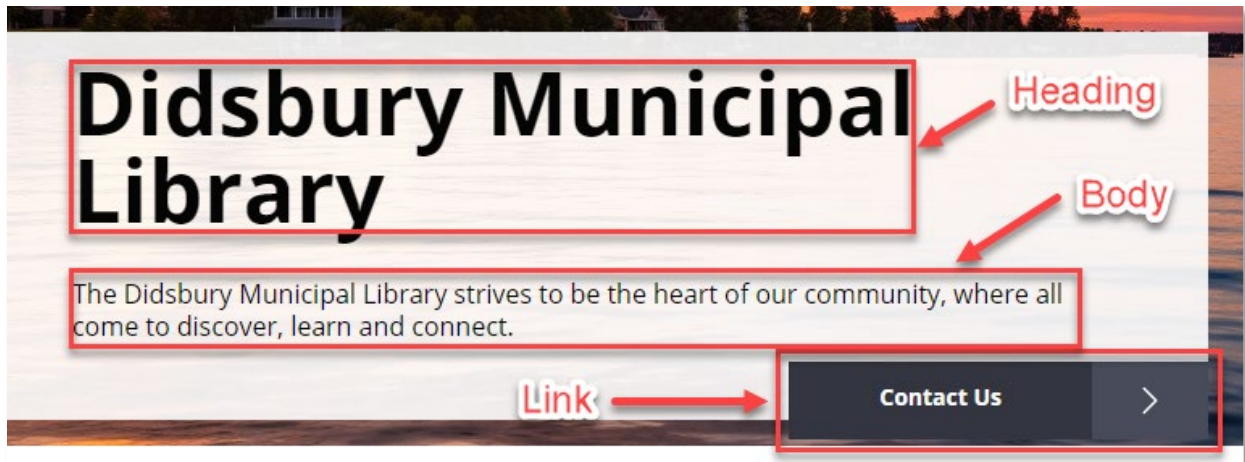 Didsbury Municipal
Library
Heading
Body
The Didsbury Municipal Library strives to be the heart of our community, where all
come to discover, learn and connect.
Link
Contact Us